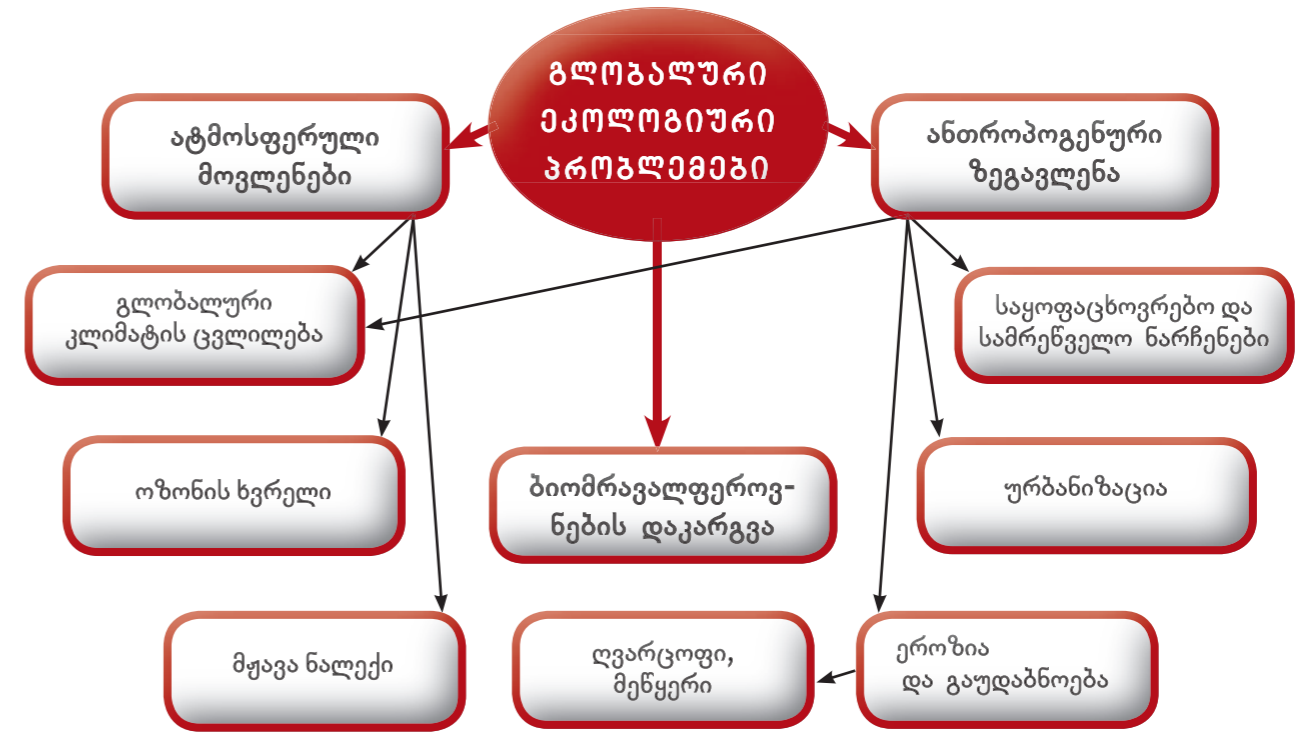 გლობალური
ეკოლოგიური
პრობლემები
ატმოსფერული
მოვლენები
ანთროპოგენური
ზეგავლენა
გლობალური
კლიმატის ცვლილება
საყოფაცხოვრებო და
სამრეწველო ნარჩენები
ოზონის ხვრელი
ბიომრავალფეროვ-
ნების დაკარგვა
ურბანიზაცია
მჟავა ნალექი
ღვარცოფი,
მეწყერი
ეროზია
და გაუდაბნოება